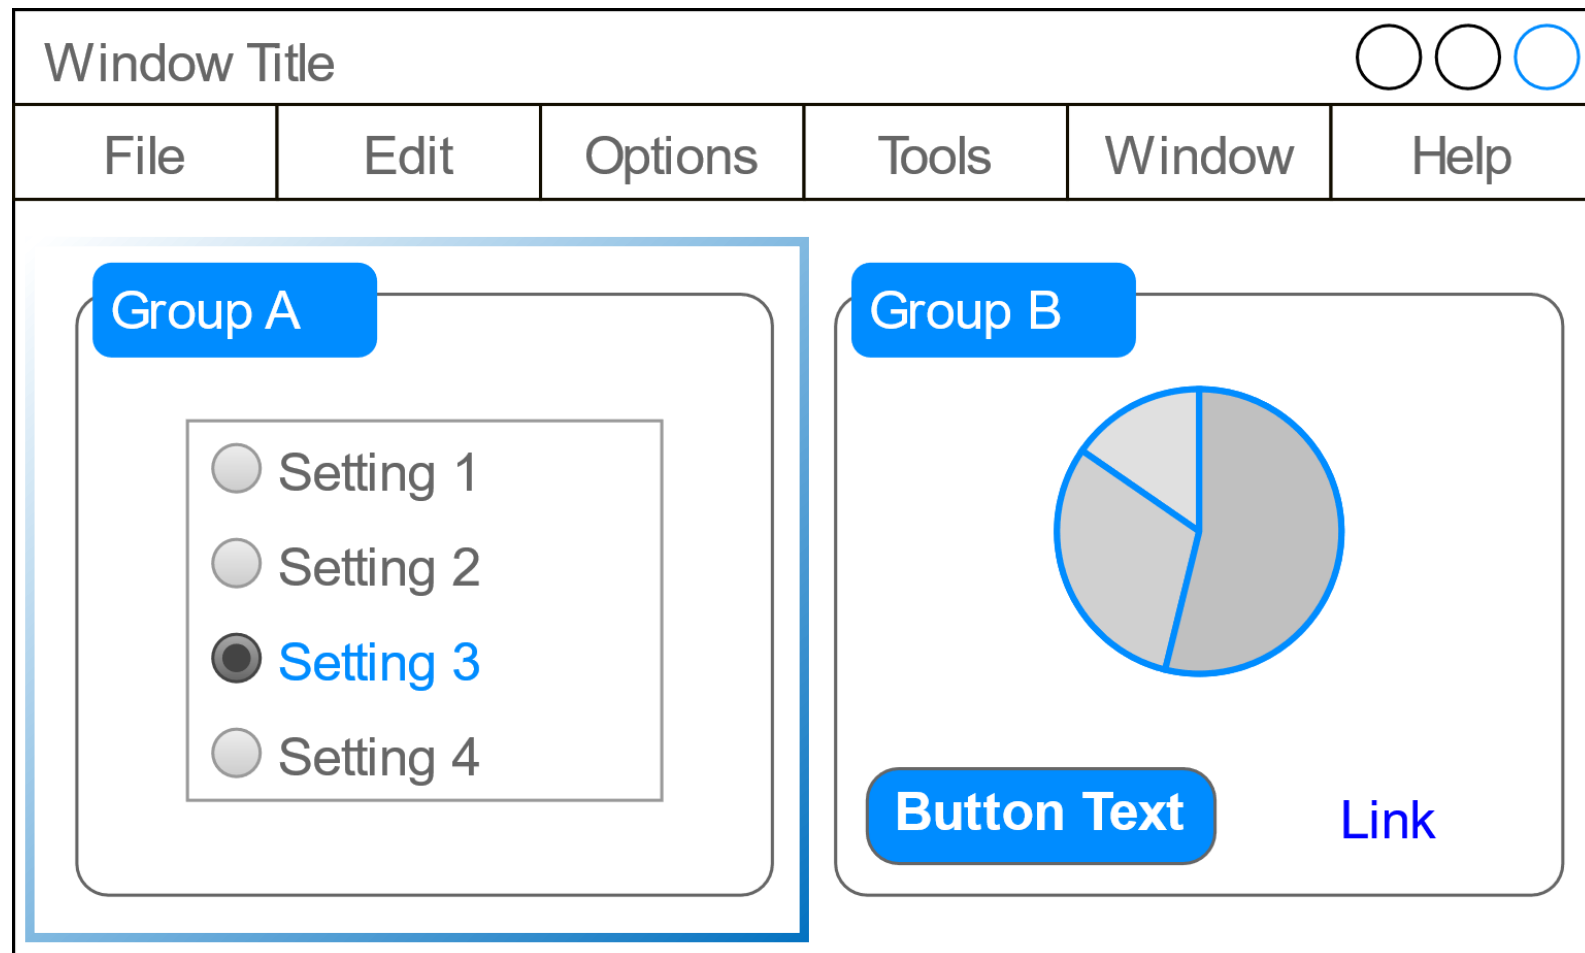 Window Title
File Edit Options Tools Window Help
Group A
Setting 1
Setting 2
Setting 3
Setting 4
Group B
Button Text
Link